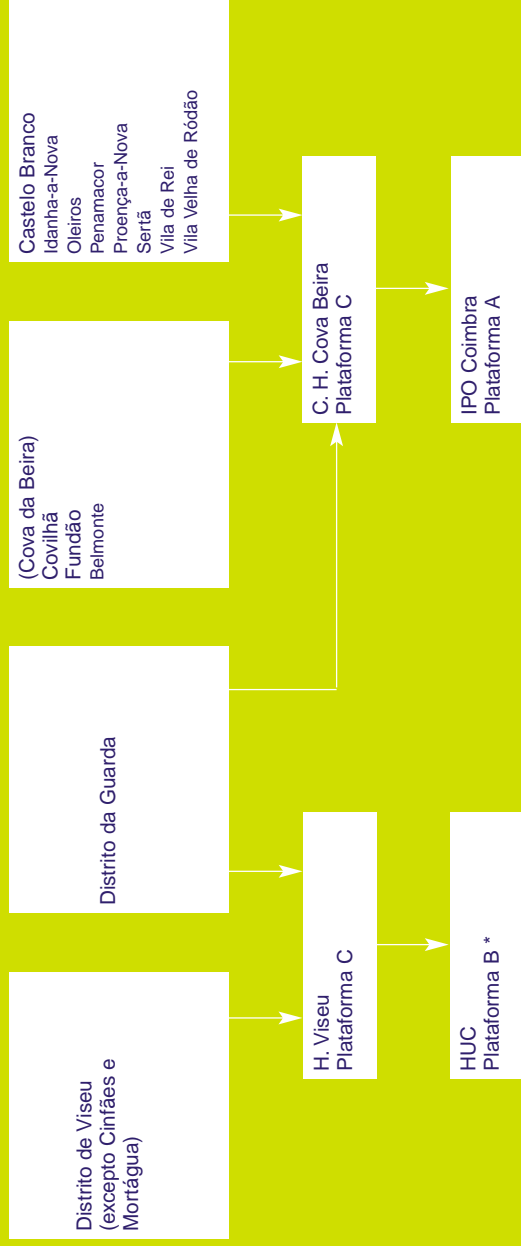 Distrito de Viseu
(excepto Cinfães e
Mortágua)
Distrito da Guarda
(Cova da Beira)
Covilhã
Fundão
Belmonte
Castelo Branco
Idanha-a-Nova
Oleiros
Penamacor
Proença-a-Nova
Sertã
Vila de Rei
Vila Velha de Ródão
H. Viseu
Plataforma C
C. H. Cova Beira
Plataforma C
HUC
Plataforma B *
IPO Coimbra
Plataforma A